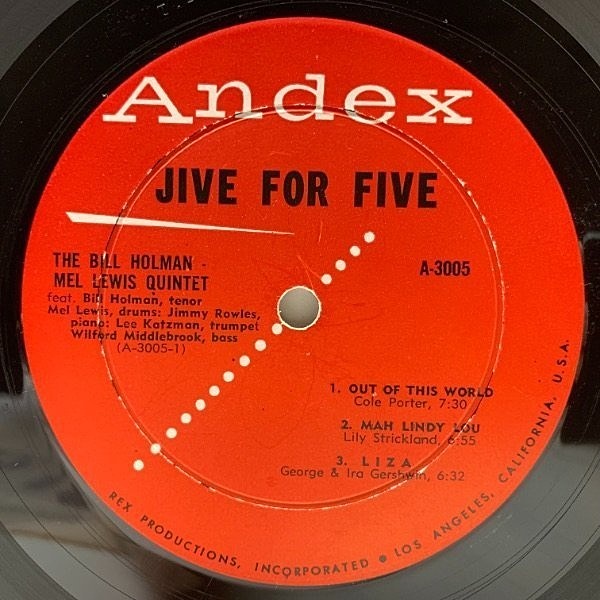 Andex
JIVE FOR FIVE
THE BILL HOLMAN -
MEL LEWIS QUINTET
feat. Bill Holman, tenor
Mel Lewis, drums: Jimmy Rowles,
piano: Lee Katzman, trumpet
Wilford Middlebrook, bass
(A-3005-1)
A-3005
1. OUT OF THIS WORLD
Cole Porter, 7:30
2. MAH LINDY LOU
Lily Strickland, 6:55
3. LIZA
George & Ira Gershwin, 6:32
REX PRODUCTIONS, INCORPORATED • LOS ANGELES, CALIFORNIA, U.S.A.